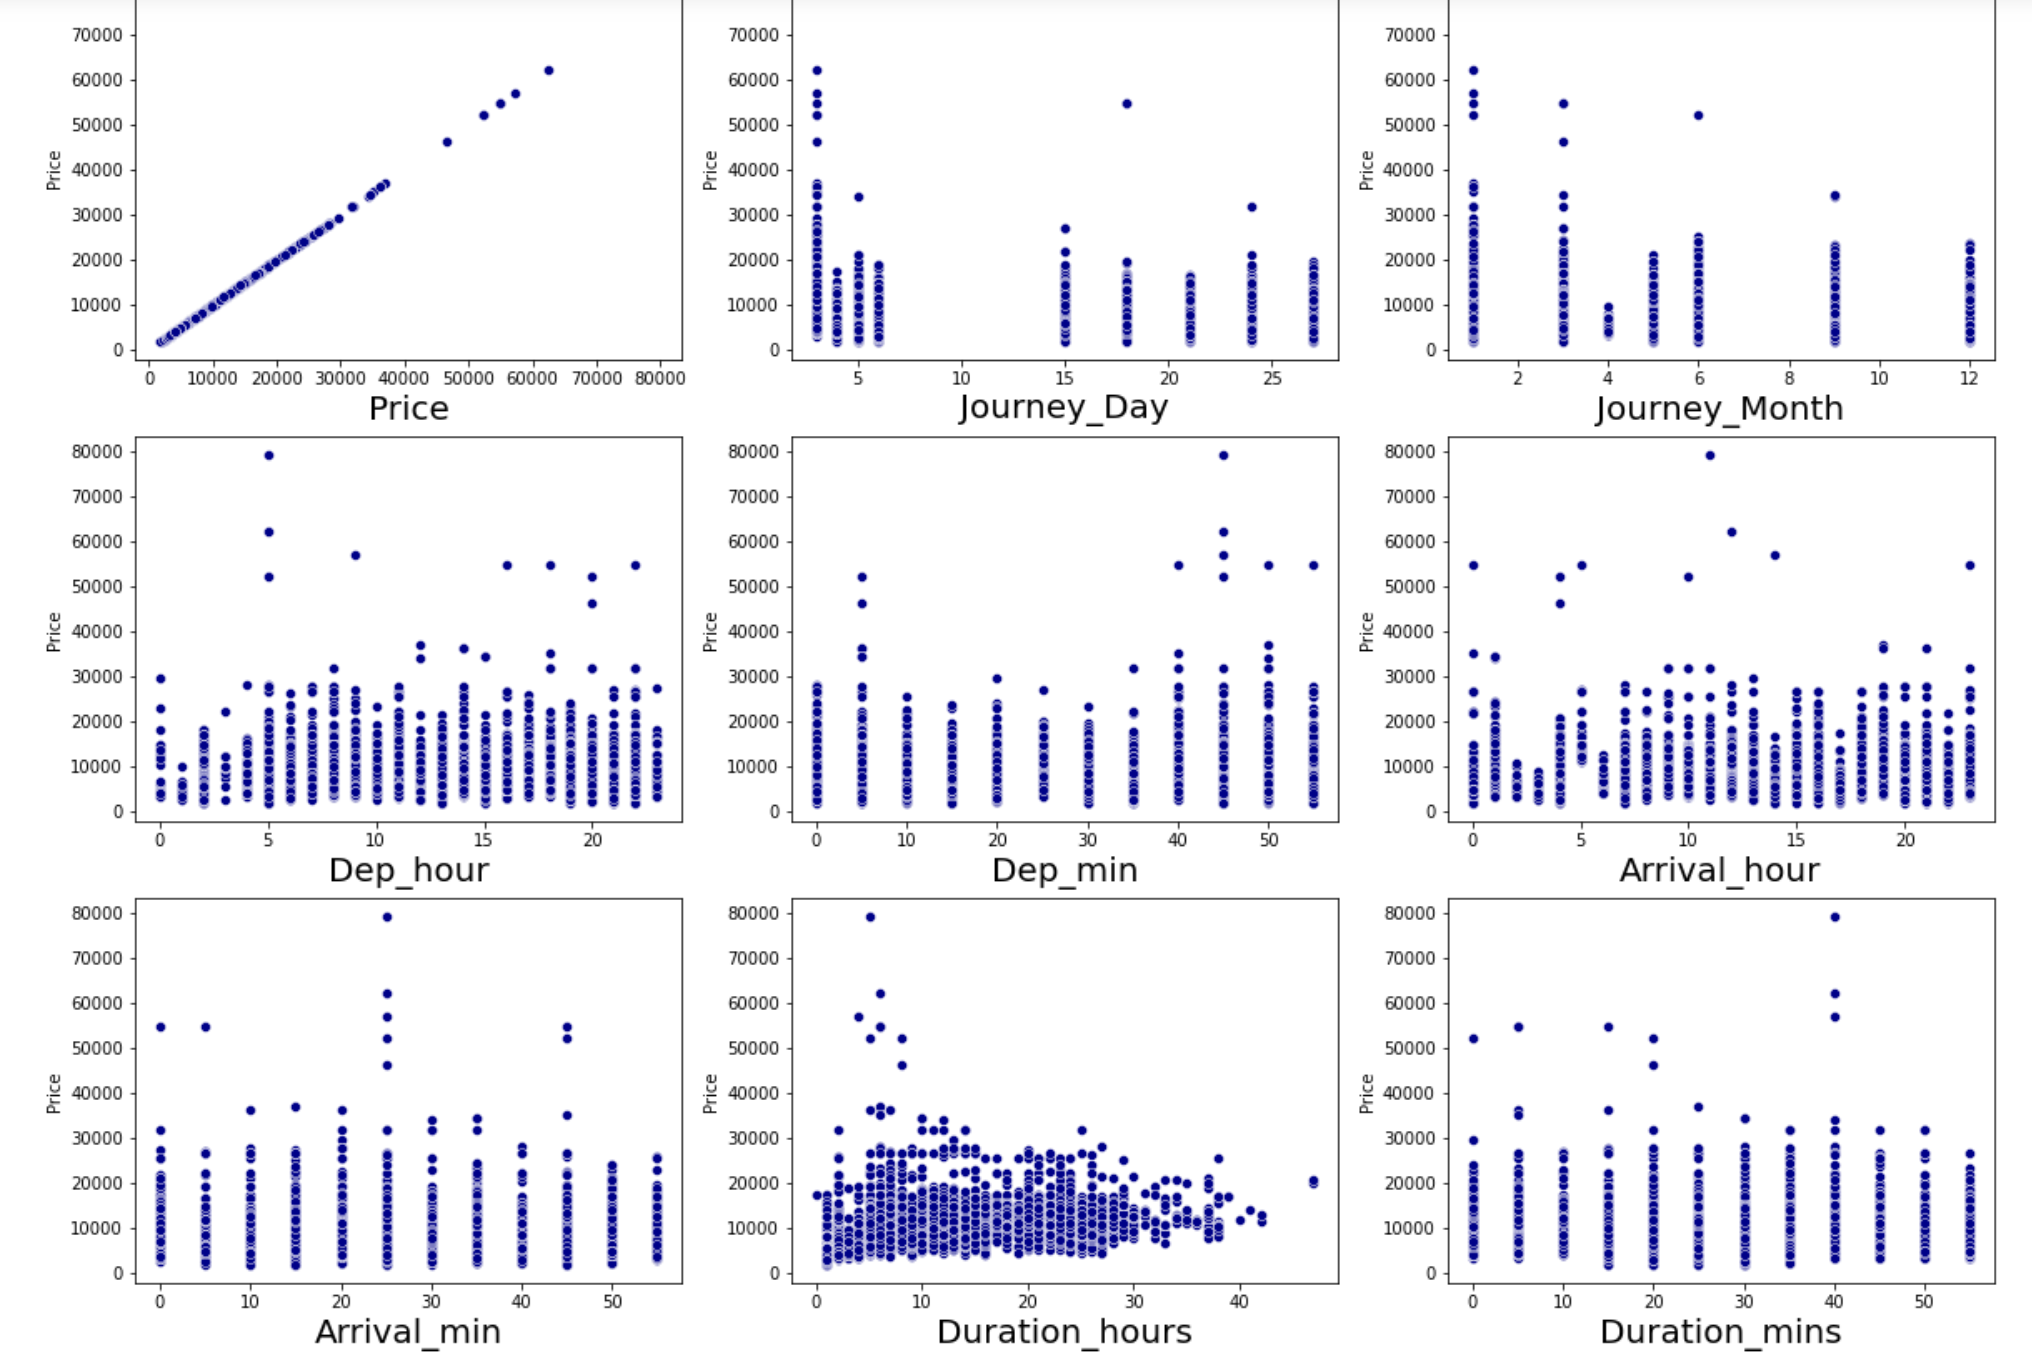 70000 70000 70000
60000 60000 60000
50000 50000 50000
40000 40000 40000
Price Price Price
30000 30000 30000
20000 20000 20000
10000 10000 10000
0 0 0
0 10000 20000 30000 40000 50000 60000 70000 80000 5 10 15 20 25 2 4 6 8 10 12
Price Journey_Day Journey_Month
80000 80000 80000
70000 70000 70000
60000 60000 60000
50000 50000 50000
40000 40000 40000
Price Price Price
30000 30000 30000
20000 20000 20000
10000 10000 10000
0 0 0
0 5 10 15 20 0 10 20 30 40 50 0 5 10 15 20
Dep_hour Dep_min Arrival_hour
80000 80000 80000
70000 70000 70000
60000 60000 60000
50000 50000 50000
40000 40000 40000
Price Price Price
30000 30000 30000
20000 20000 20000
10000 10000 10000
0 0 0
0 10 20 30 40 50 0 10 20 30 40 0 10 20 30 40 50
Arrival_min Duration_hours Duration_mins